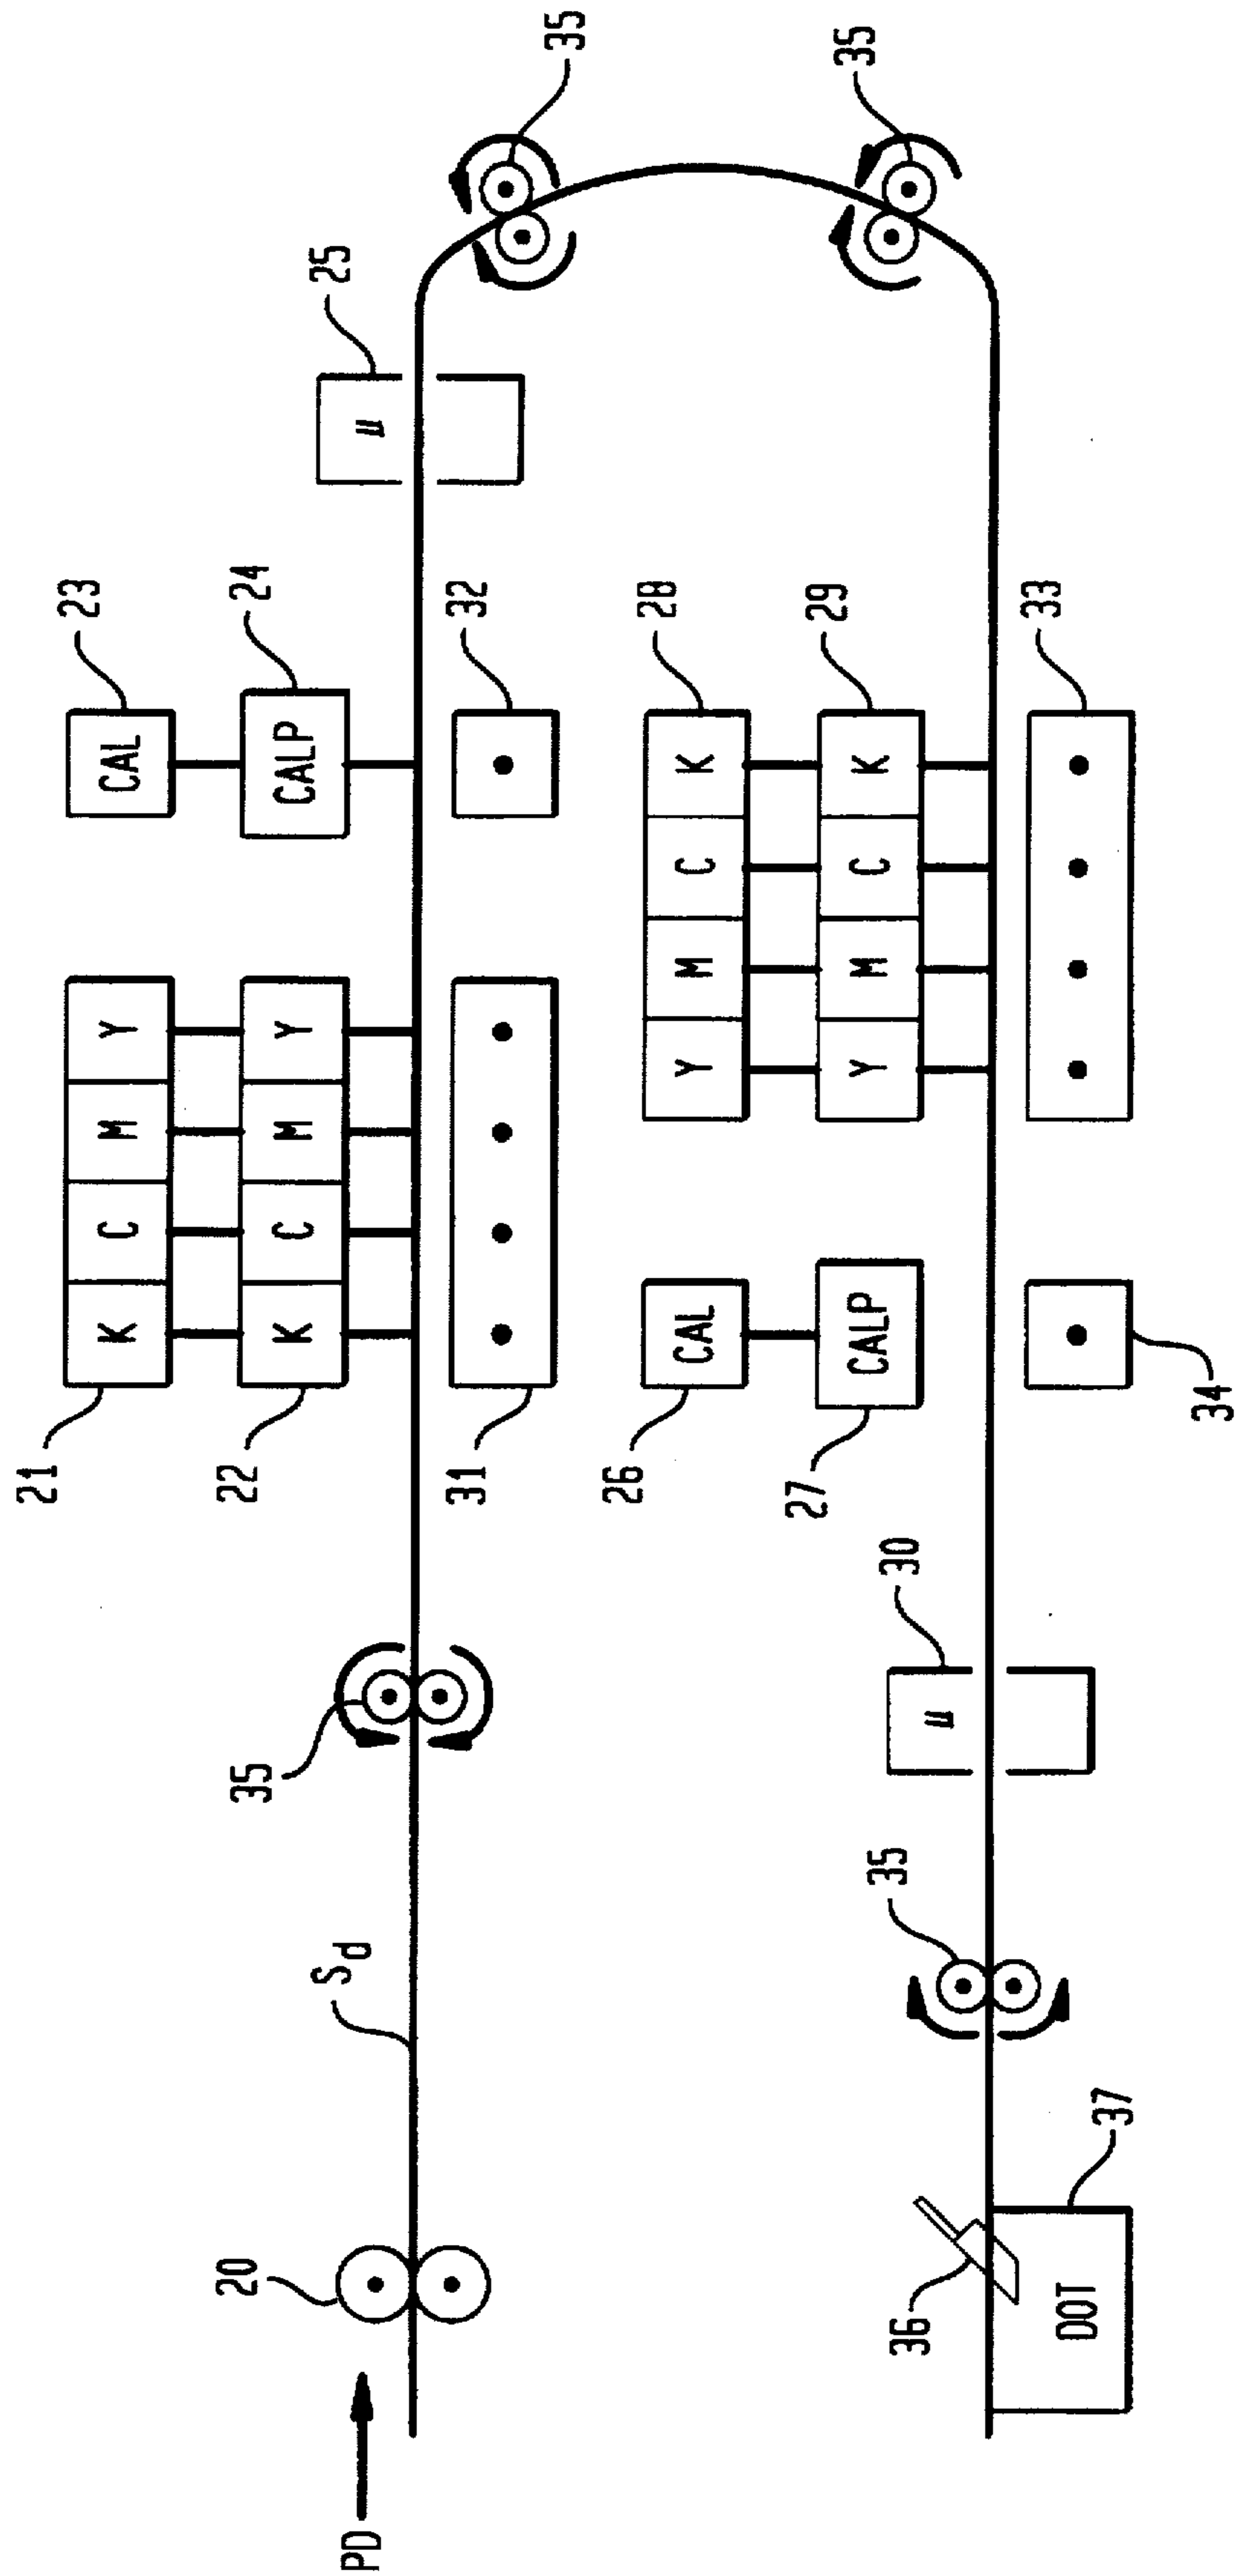 35
35
25
μ
23
24
32
CAL
CALP
28
29
33
Y M C K
Y M C K
21
22
31
K C M Y
K C M Y
26
27
34
CAL
CALP
30
μ
35
35
Sd
20
PD
36
37
DOT